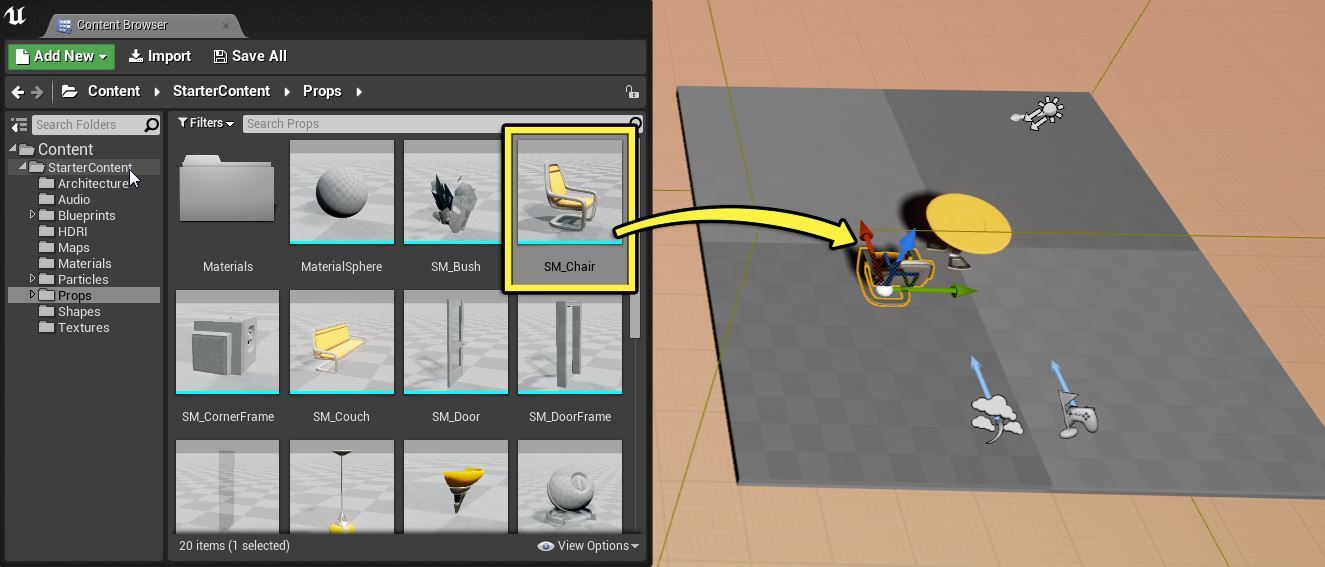 Content Browser
Add New
Import
Save All
Content
StarterContent
Props
Search Folders
Content
StarterContent
Architecture
Audio
Blueprints
HDRI
Maps
Materials
Particles
Props
Shapes
Textures
Filters
Search Props
Materials
MaterialSphere
SM_Bush
SM_Chair
SM_CornerFrame
SM_Couch
SM_Door
SM_DoorFrame
20 items (1 selected)
View Options